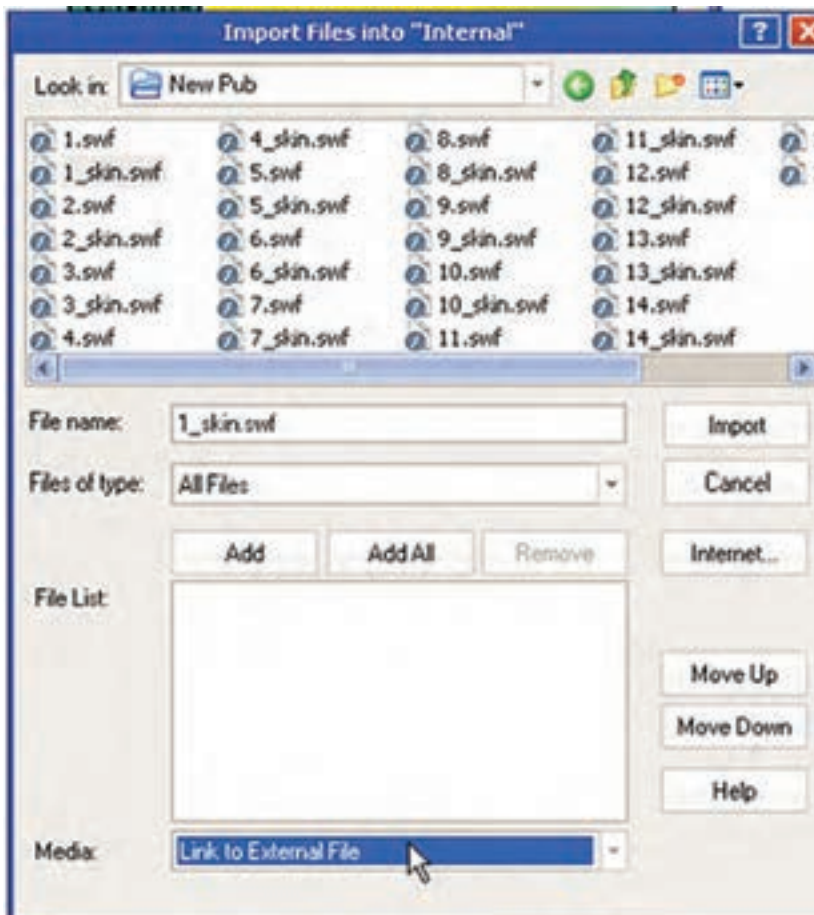 Import Files into "Internal"
Look in: New Pub
1.swf 4_skin.swf 8.swf 11_skin.swf
1_skin.swf 5.swf 8_skin.swf 12.swf
2.swf 5_skin.swf 9.swf 12_skin.swf
2_skin.swf 6.swf 9_skin.swf 13.swf
3.swf 6_skin.swf 10.swf 13_skin.swf
3_skin.swf 7.swf 10_skin.swf 14.swf
4.swf 7_skin.swf 11.swf 14_skin.swf
File name: 1_skin.swf Import
Files of type: All Files Cancel
Add Add All Remove Internet...
File List:
Move Up
Move Down
Help
Media: Link to External File